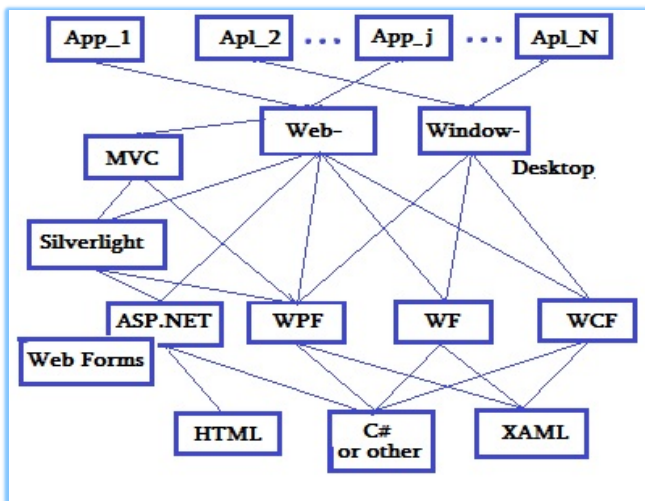 App_1 Apl_2 ... App_j ... Apl_N
Web- Window-
MVC Desktop
Silverlight
ASP.NET WPF WF WCF
Web Forms
HTML C# XAML
or other